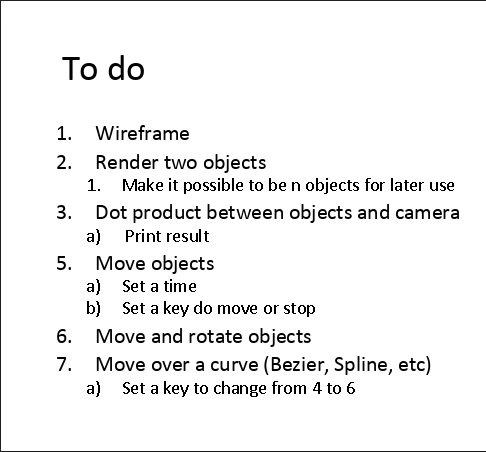 To do
1. Wireframe
2. Render two objects
1. Make it possible to be n objects for later use
3. Dot product between objects and camera
a) Print result
5. Move objects
a) Set a time
b) Set a key do move or stop
6. Move and rotate objects
7. Move over a curve (Bezier, Spline, etc)
a) Set a key to change from 4 to 6